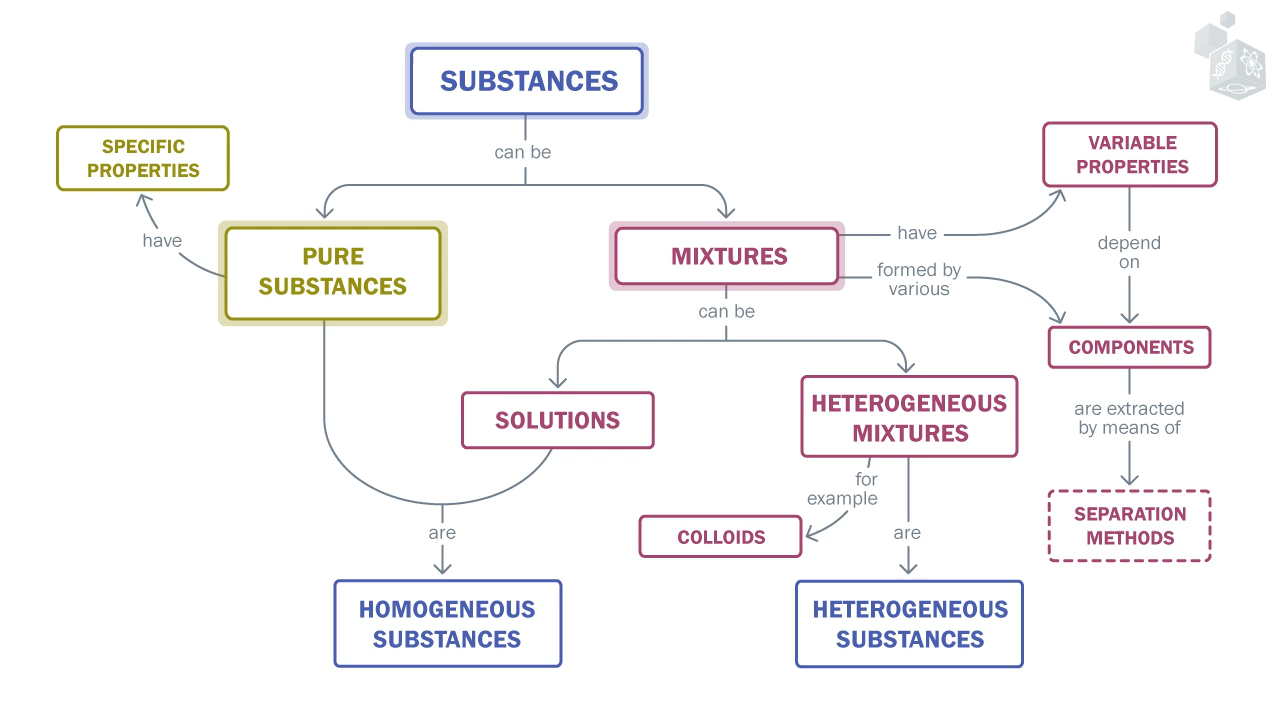 SUBSTANCES
can be
SPECIFIC
PROPERTIES
have
PURE
SUBSTANCES
MIXTURES
have
VARIABLE
PROPERTIES
depend
on
formed by
various
can be
COMPONENTS
SOLUTIONS
HETEROGENEOUS
MIXTURES
are extracted
by means of
for
example
COLLOIDS
are
are
SEPARATION
METHODS
HOMOGENEOUS
SUBSTANCES
HETEROGENEOUS
SUBSTANCES